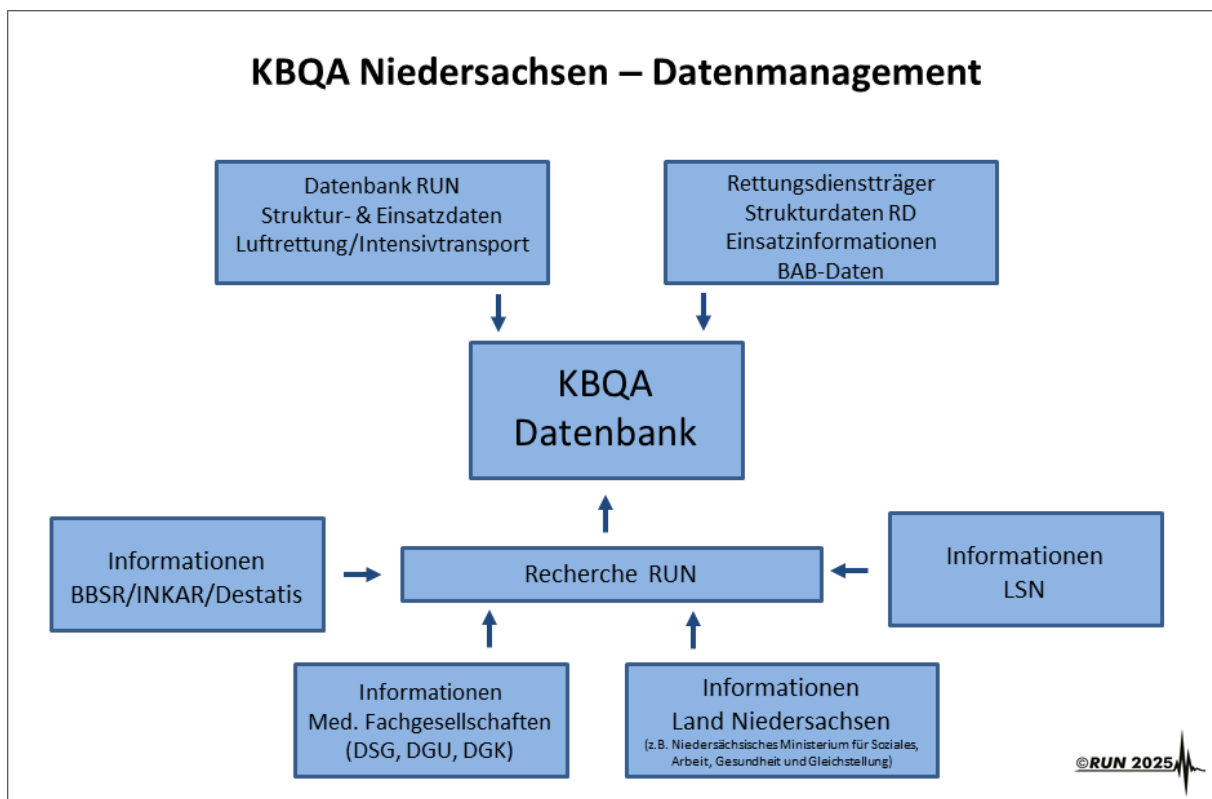 KBQA Niedersachsen – Datenmanagement
Datenbank RUN
Struktur- & Einsatzdaten
Luftrettung/Intensivtransport
Rettungsdienstträger
Strukturdaten RD
Einsatzinformationen
BAB-Daten
KBQA
Datenbank
Informationen
BBSR/INKAR/Destatis
Recherche RUN
Informationen
LSN
Informationen
Med. Fachgesellschaften
(DSG, DGU, DGK)
Informationen
Land Niedersachsen
(z.B. Niedersächsisches Ministerium für Soziales,
Arbeit, Gesundheit und Gleichstellung)
©RUN 2025